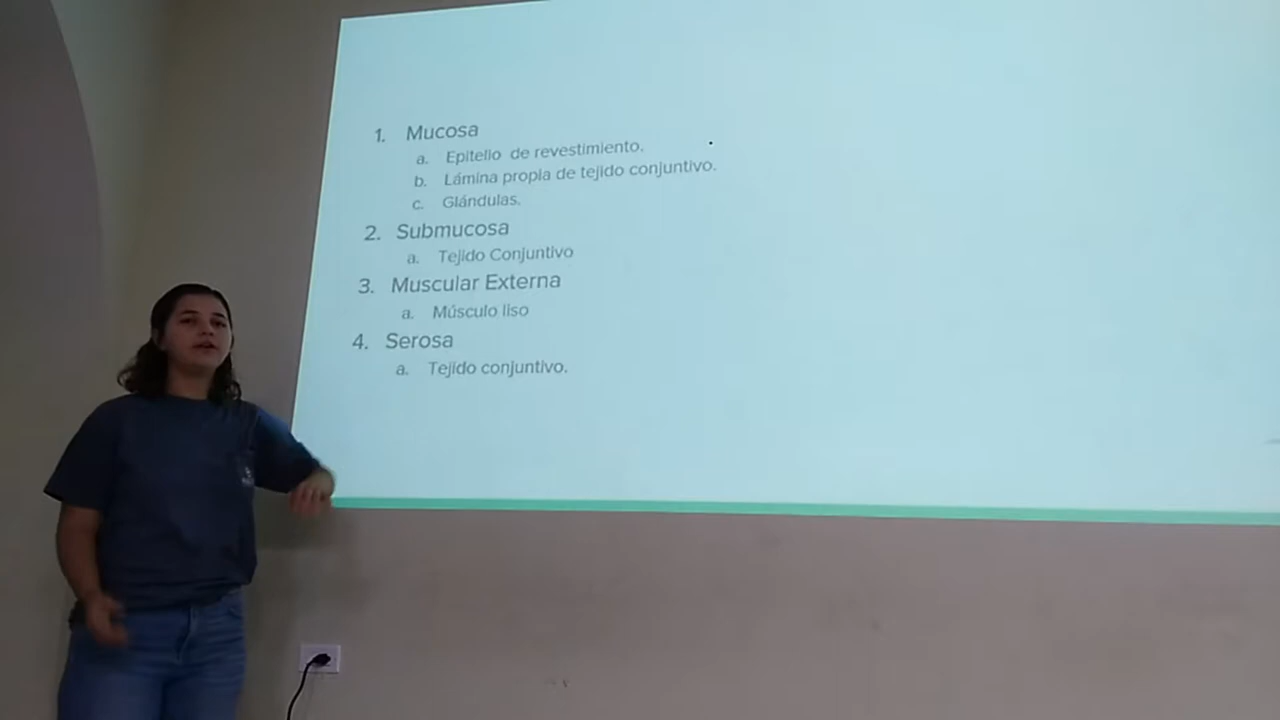 1. Mucosa
a. Epitelio de revestimiento.
b. Lámina propia de tejido conjuntivo.
c. Glándulas.
2. Submucosa
a. Tejido Conjuntivo
3. Muscular Externa
a. Músculo liso
4. Serosa
a. Tejido conjuntivo.